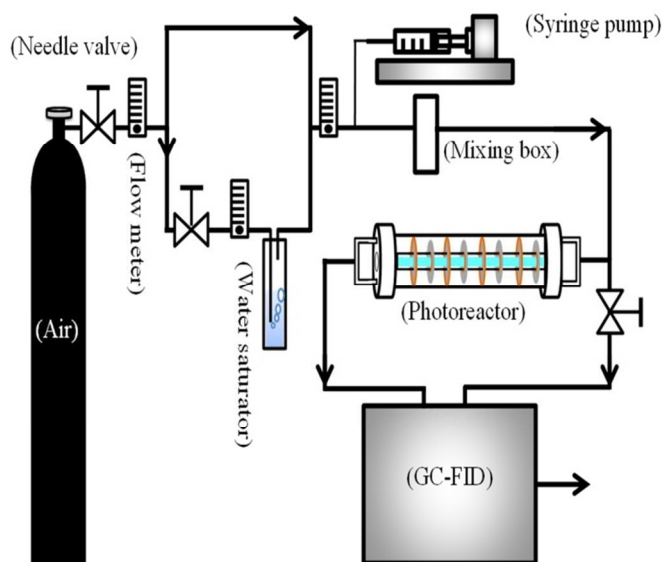 (Needle valve)
(Syringe pump)
(Mixing box)
(Flow meter)
(Water saturator)
(Photoreactor)
(Air)
(GC-FID)